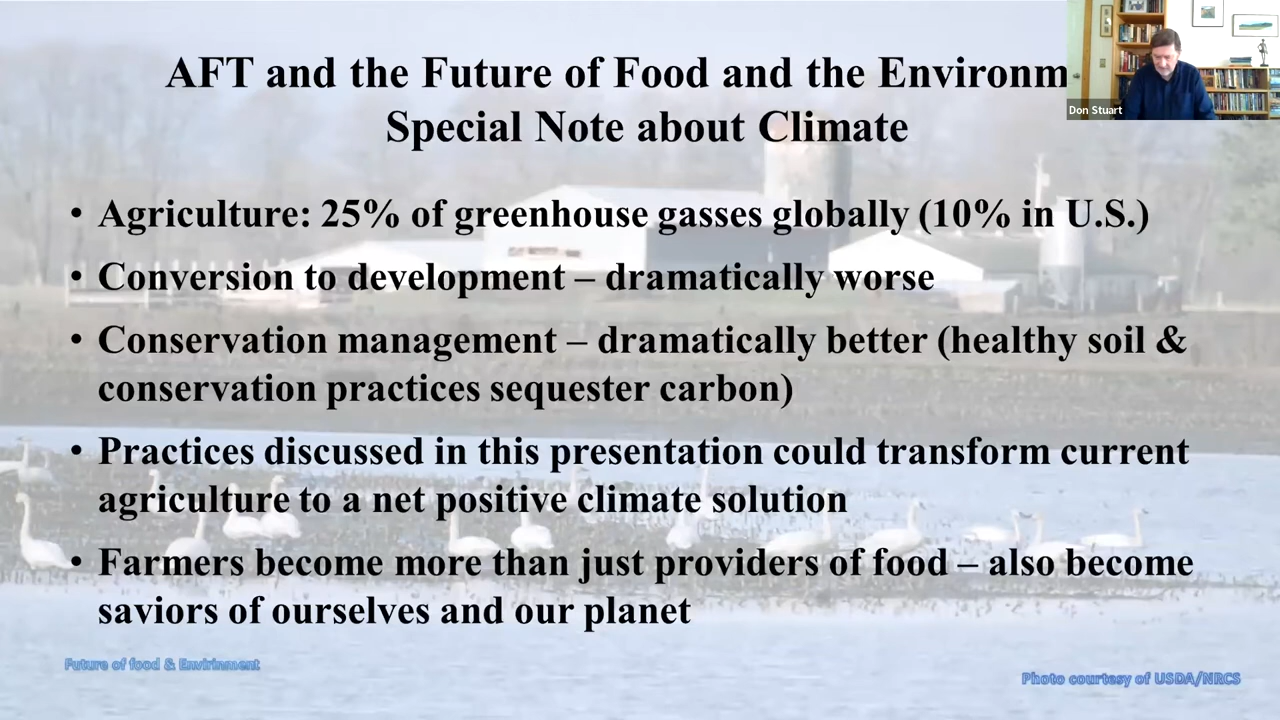 AFT and the Future of Food and the Environm
Special Note about Climate
Don Stuart
• Agriculture: 25% of greenhouse gasses globally (10% in U.S.)
• Conversion to development – dramatically worse
• Conservation management – dramatically better (healthy soil &
conservation practices sequester carbon)
• Practices discussed in this presentation could transform current
agriculture to a net positive climate solution
• Farmers become more than just providers of food – also become
saviors of ourselves and our planet
Future of food & Envirinment
Photo courtesy of USDA/NRCS